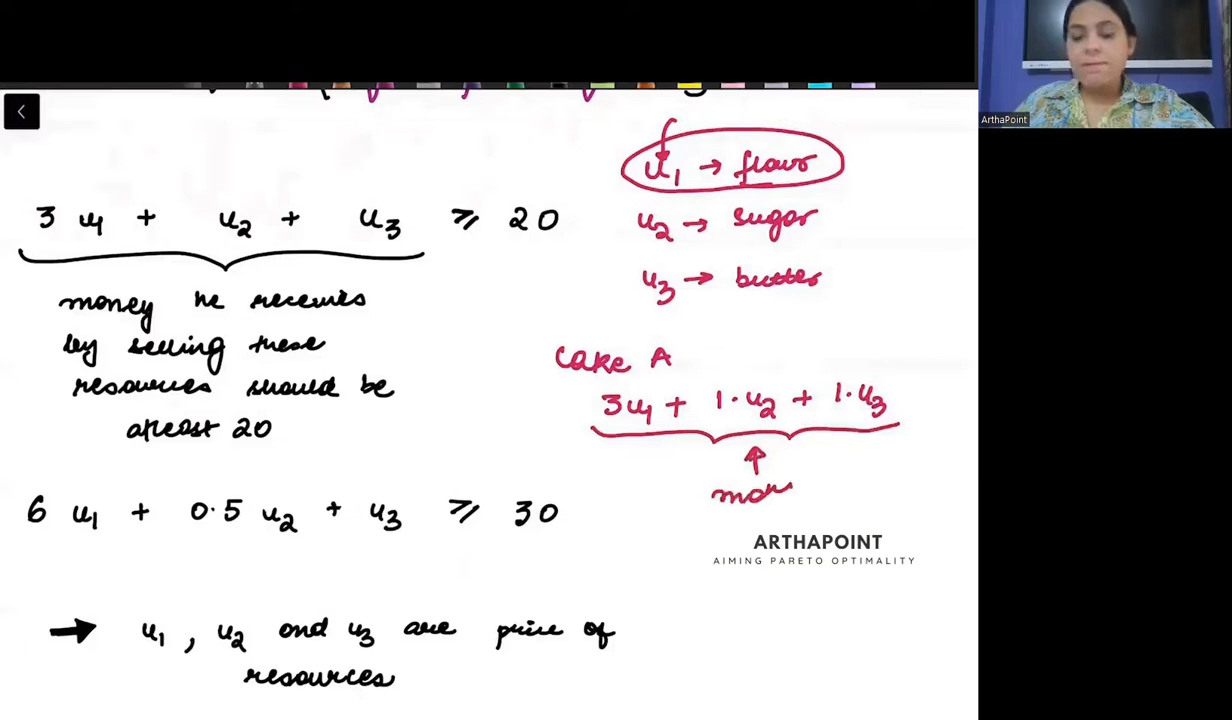 u1 → flour
u2 → sugar
u3 → butter
3 u1 + u2 + u3 ≥ 20
money he receives
by selling these
resources should be
atleast 20
Cake A
3u1 + 1·u2 + 1·u3
↑
mon
6 u1 + 0.5 u2 + u3 ≥ 30
ARTHAPOINT
AIMING PARETO OPTIMALITY
→ u1, u2 and u3 are price of
resources
ArthaPoint